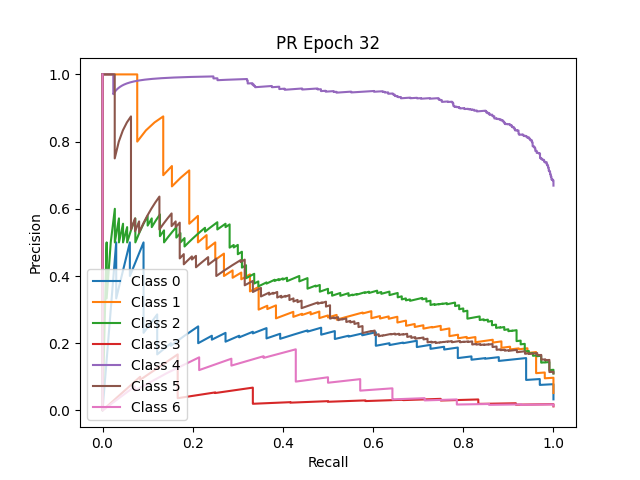 PR Epoch 32
Precision
1.0
0.8
0.6
0.4
0.2
0.0
Class 0
Class 1
Class 2
Class 3
Class 4
Class 5
Class 6
0.0 0.2 0.4 0.6 0.8 1.0
Recall